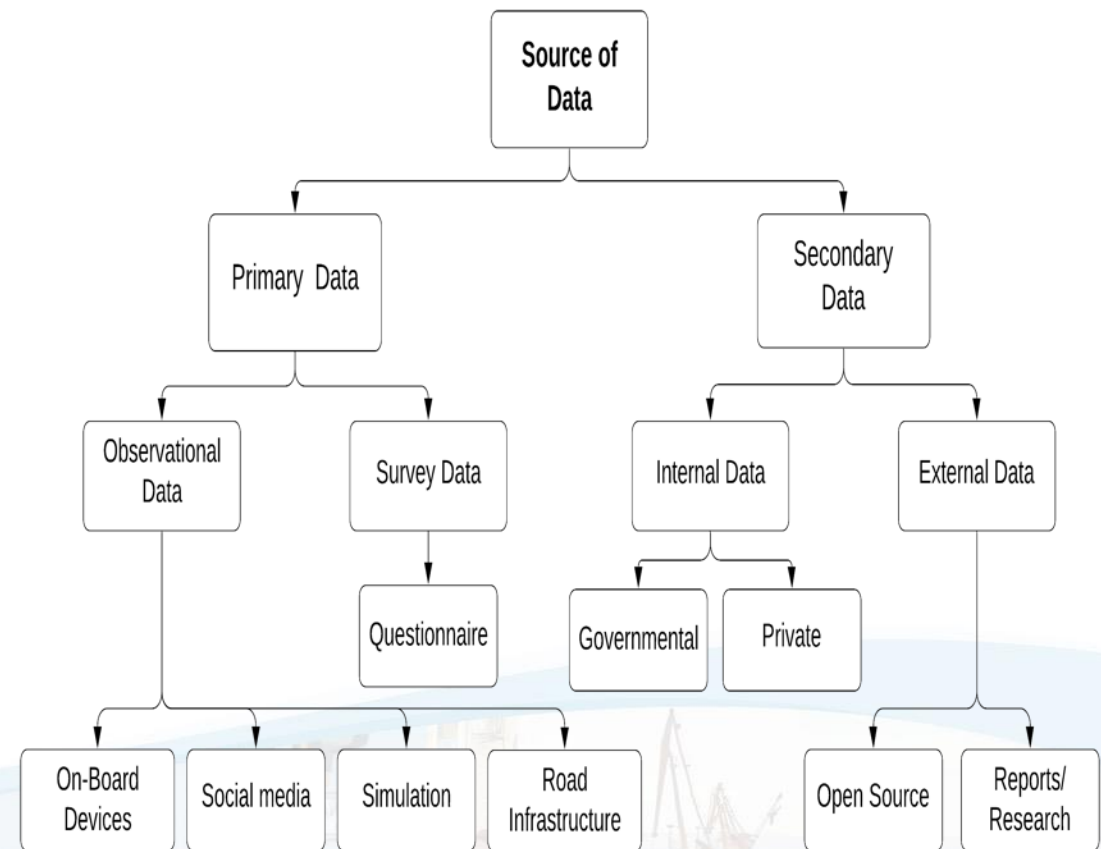 Source of
Data
Primary Data
Secondary
Data
Observational
Data
Survey Data
Internal Data
External Data
Questionnaire
Governmental
Private
On-Board
Devices
Social media
Simulation
Road
Infrastructure
Open Source
Reports/
Research